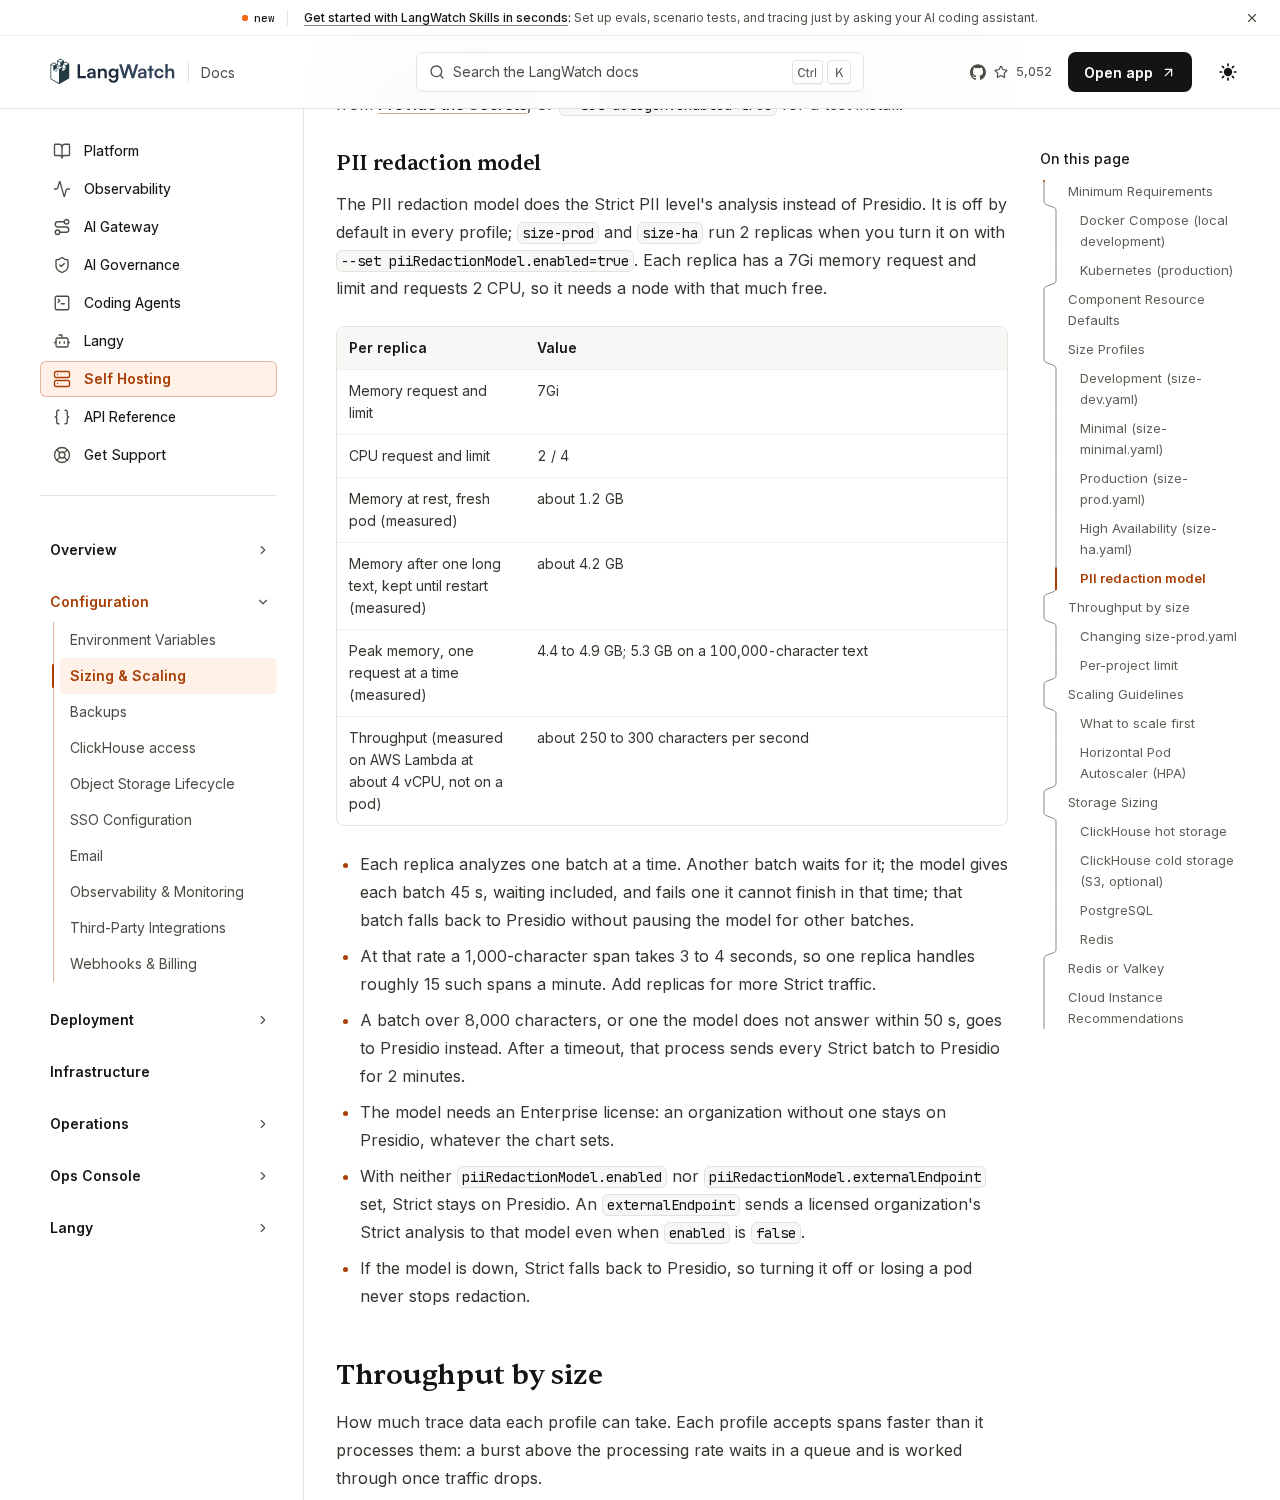 new
Get started with LangWatch Skills in seconds: Set up evals, scenario tests, and tracing just by asking your AI coding assistant.
LangWatch
Docs
Search the LangWatch docs
Ctrl K
5,052
Open app
Platform
Observability
AI Gateway
AI Governance
Coding Agents
Langy
Self Hosting
API Reference
Get Support
Overview
Configuration
Environment Variables
Sizing & Scaling
Backups
ClickHouse access
Object Storage Lifecycle
SSO Configuration
Email
Observability & Monitoring
Third-Party Integrations
Webhooks & Billing
Deployment
Infrastructure
Operations
Ops Console
Langy
PII redaction model
The PII redaction model does the Strict PII level's analysis instead of Presidio. It is off by
default in every profile; size-prod and size-ha run 2 replicas when you turn it on with
--set piiRedactionModel.enabled=true. Each replica has a 7Gi memory request and
limit and requests 2 CPU, so it needs a node with that much free.
Per replica Value
Memory request and
limit
7Gi
CPU request and limit 2 / 4
Memory at rest, fresh
pod (measured)
about 1.2 GB
Memory after one long
text, kept until restart
(measured)
about 4.2 GB
Peak memory, one
request at a time
(measured)
4.4 to 4.9 GB; 5.3 GB on a 100,000-character text
Throughput (measured
on AWS Lambda at
about 4 vCPU, not on a
pod)
about 250 to 300 characters per second
Each replica analyzes one batch at a time. Another batch waits for it; the model gives
each batch 45 s, waiting included, and fails one it cannot finish in that time; that
batch falls back to Presidio without pausing the model for other batches.
At that rate a 1,000-character span takes 3 to 4 seconds, so one replica handles
roughly 15 such spans a minute. Add replicas for more Strict traffic.
A batch over 8,000 characters, or one the model does not answer within 50 s, goes
to Presidio instead. After a timeout, that process sends every Strict batch to Presidio
for 2 minutes.
The model needs an Enterprise license: an organization without one stays on
Presidio, whatever the chart sets.
With neither piiRedactionModel.enabled nor piiRedactionModel.externalEndpoint
set, Strict stays on Presidio. An externalEndpoint sends a licensed organization's
Strict analysis to that model even when enabled is false.
If the model is down, Strict falls back to Presidio, so turning it off or losing a pod
never stops redaction.
Throughput by size
How much trace data each profile can take. Each profile accepts spans faster than it
processes them: a burst above the processing rate waits in a queue and is worked
through once traffic drops.
On this page
Minimum Requirements
Docker Compose (local
development)
Kubernetes (production)
Component Resource
Defaults
Size Profiles
Development (size-
dev.yaml)
Minimal (size-
minimal.yaml)
Production (size-
prod.yaml)
High Availability (size-
ha.yaml)
PII redaction model
Throughput by size
Changing size-prod.yaml
Per-project limit
Scaling Guidelines
What to scale first
Horizontal Pod
Autoscaler (HPA)
Storage Sizing
ClickHouse hot storage
ClickHouse cold storage
(S3, optional)
PostgreSQL
Redis
Redis or Valkey
Cloud Instance
Recommendations